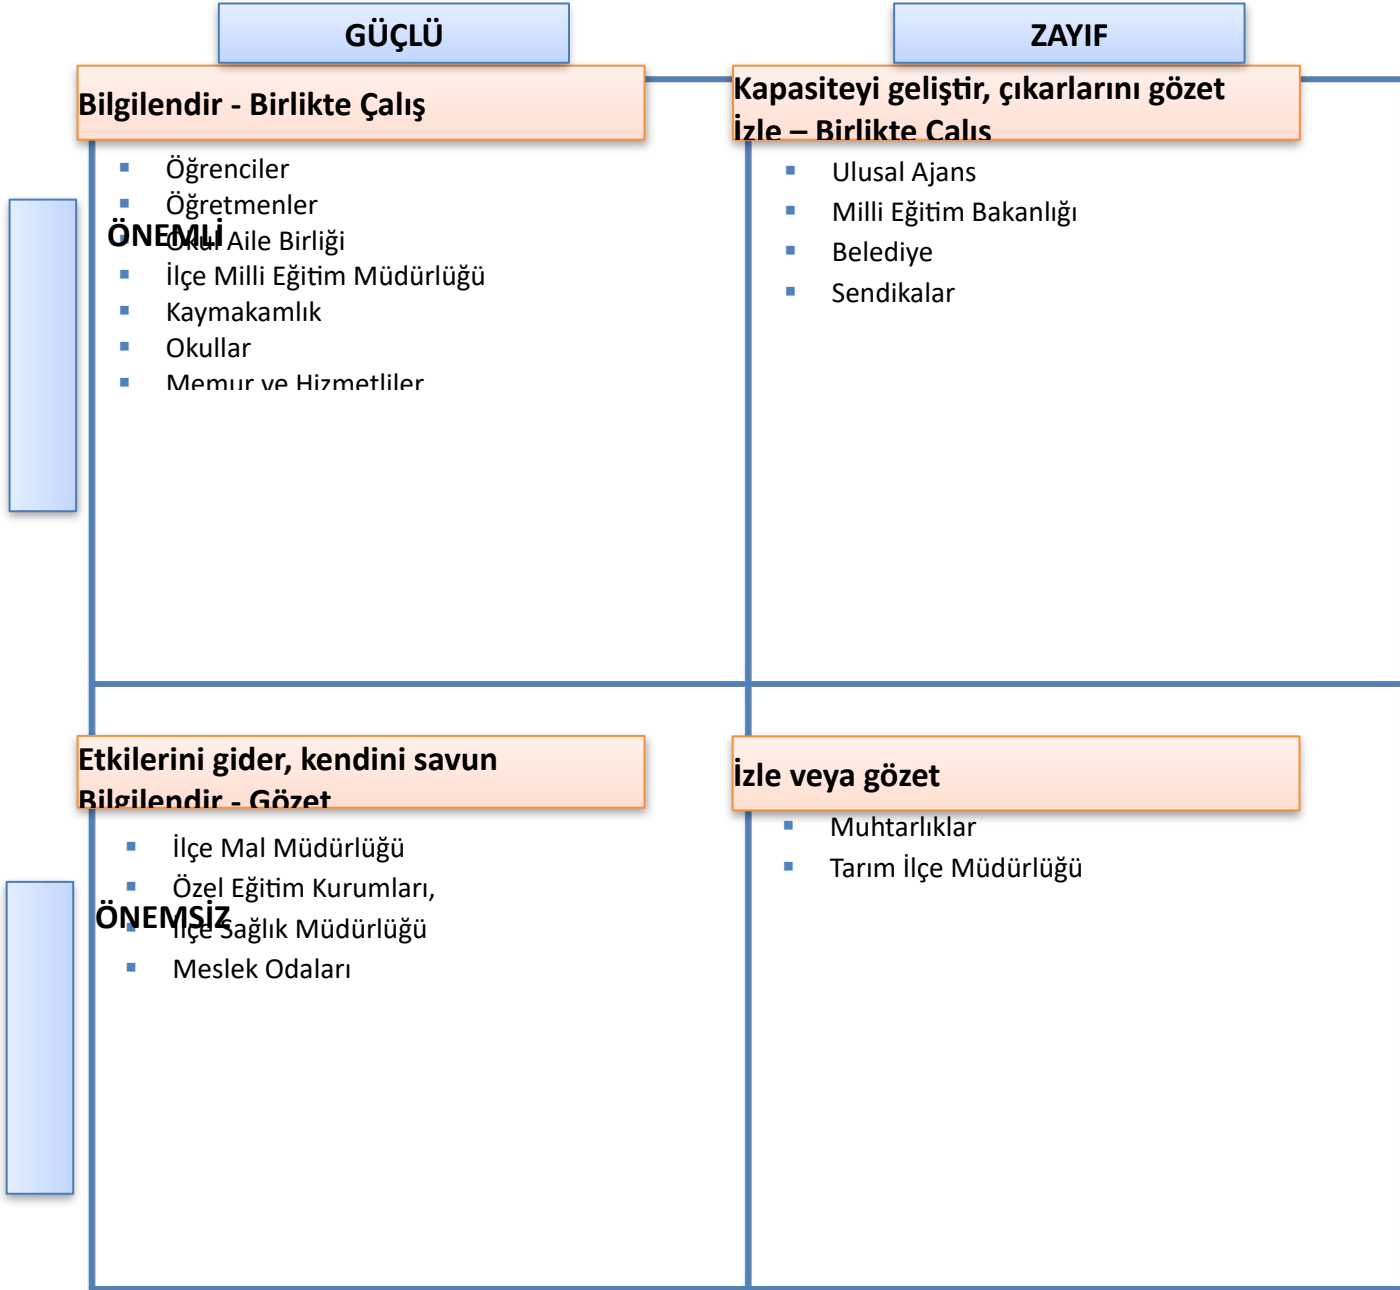 GÜÇLÜ
ZAYIF
Bilgilendir - Birlikte Çalış
Kapasiteyi geliştir, çıkarlarını gözet
İzle – Birlikte Çalış
ÖNEMLİ
Öğrenciler
Öğretmenler
Okul Aile Birliği
İlçe Milli Eğitim Müdürlüğü
Kaymakamlık
Okullar
Memur ve Hizmetliler
Ulusal Ajans
Milli Eğitim Bakanlığı
Belediye
Sendikalar
Etkilerini gider, kendini savun
Bilgilendir - Gözet
İzle veya gözet
ÖNEMSİZ
İlçe Mal Müdürlüğü
Özel Eğitim Kurumları,
İlçe Sağlık Müdürlüğü
Meslek Odaları
Muhtarlıklar
Tarım İlçe Müdürlüğü